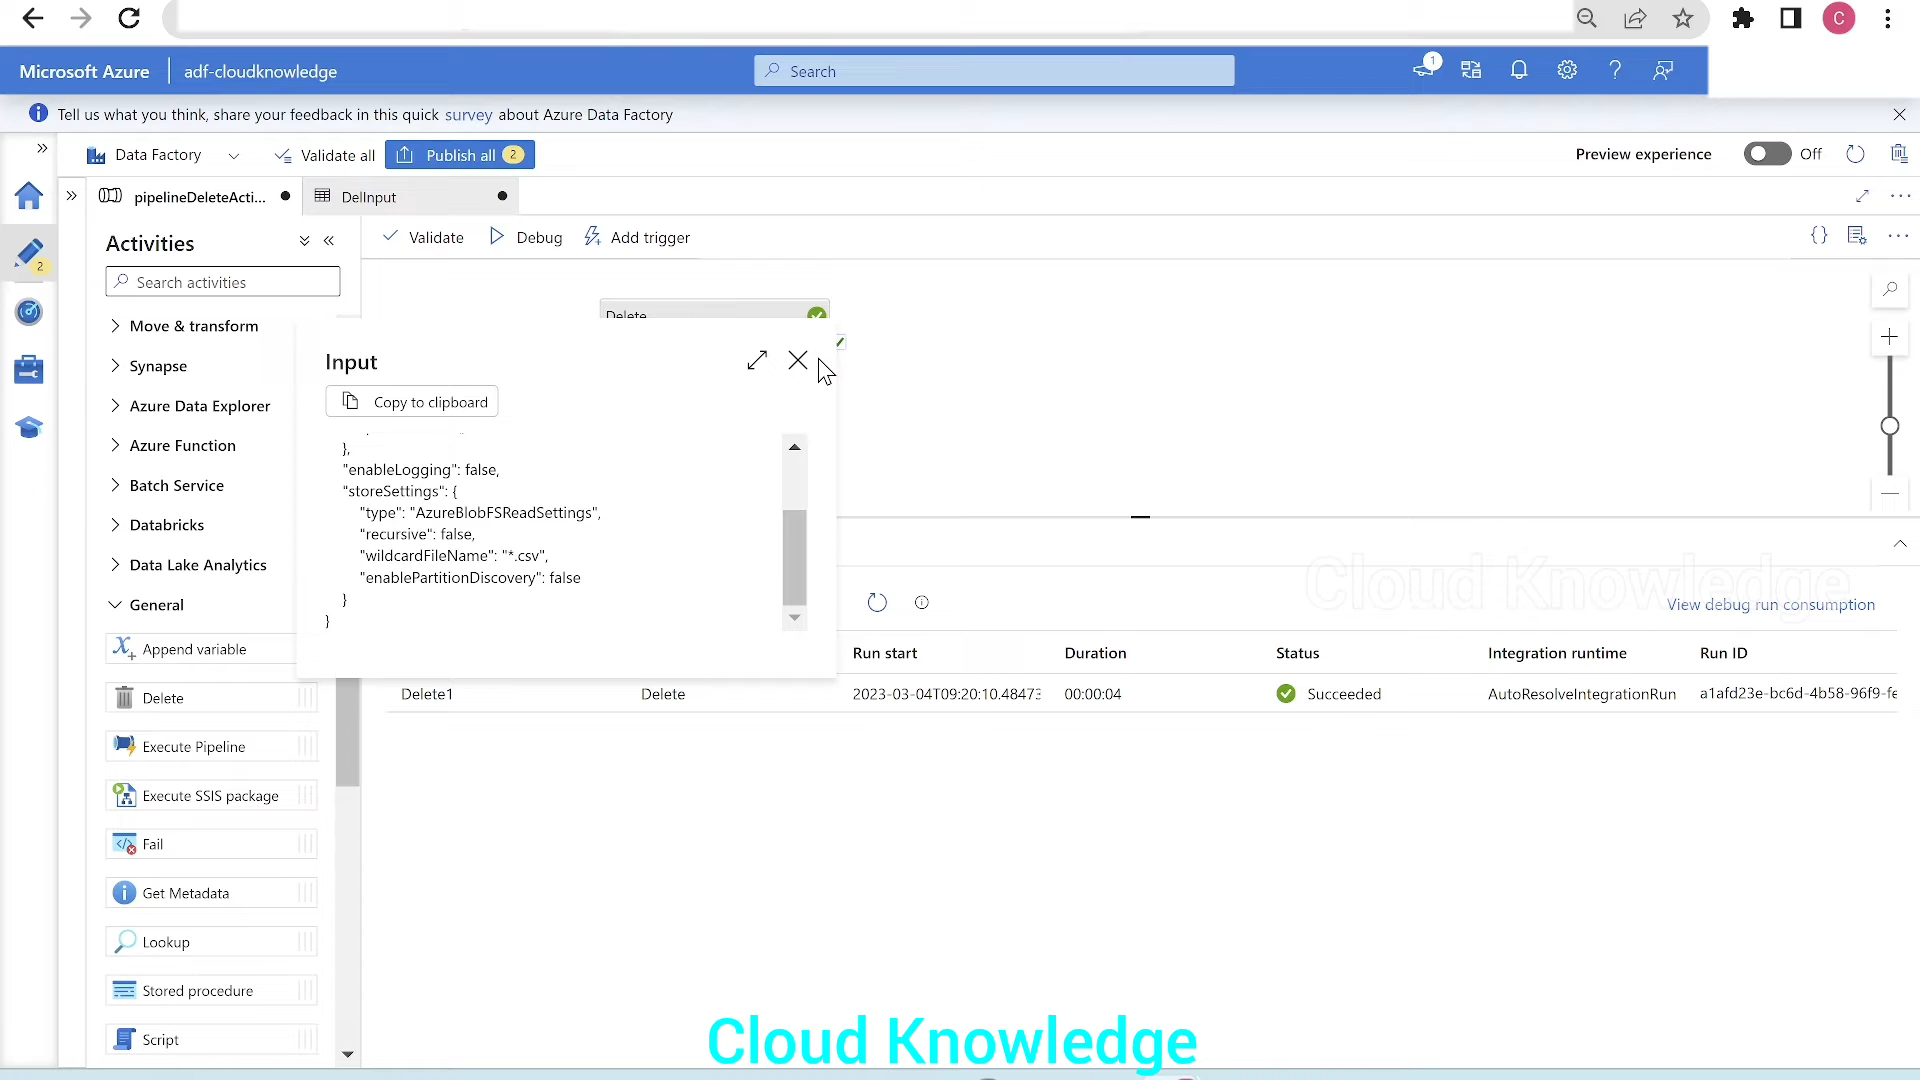 C
Microsoft Azure
adf-cloudknowledge
Search
1
Tell us what you think, share your feedback in this quick survey about Azure Data Factory
Data Factory
Validate all
Publish all 2
Preview experience
Off
pipelineDeleteActi...
DelInput
2
Activities
Validate
Debug
Add trigger
Search activities
Move & transform
Synapse
Azure Data Explorer
Azure Function
Batch Service
Databricks
Data Lake Analytics
General
Append variable
Delete
Execute Pipeline
Execute SSIS package
Fail
Get Metadata
Lookup
Stored procedure
Script
Delete
Input
Copy to clipboard
},
"enableLogging": false,
"storeSettings": {
"type": "AzureBlobFSReadSettings",
"recursive": false,
"wildcardFileName": "*.csv",
"enablePartitionDiscovery": false
}
}
Cloud Knowledge
View debug run consumption
Run start Duration Status Integration runtime Run ID
Delete1 Delete 2023-03-04T09:20:10.48473 00:00:04 Succeeded AutoResolveIntegrationRun a1afd23e-bc6d-4b58-96f9-fe
Cloud Knowledge